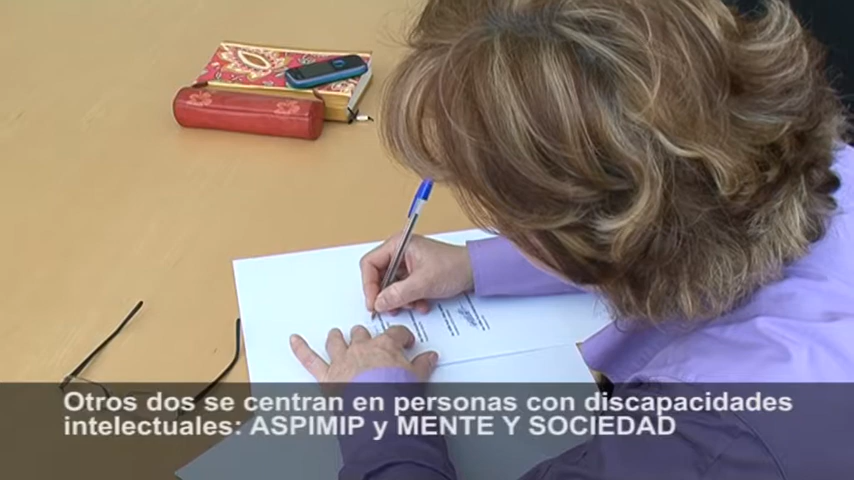 Otros dos se centran en personas con discapacidades
intelectuales: ASPIMIP y MENTE Y SOCIEDAD